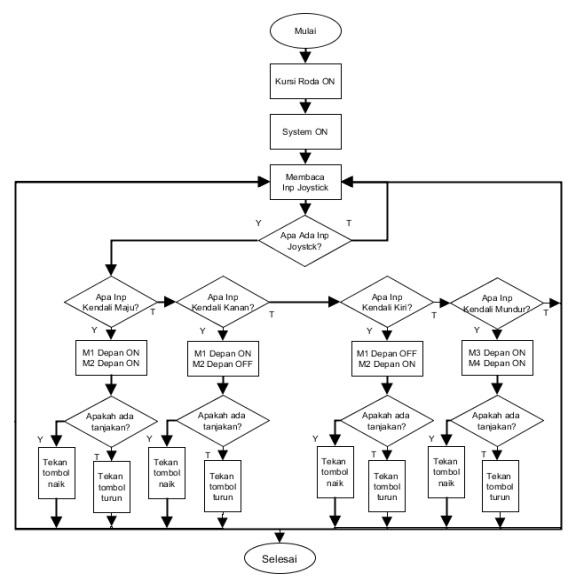 Mulai
Kursi Roda ON
System ON
Membaca
Inp Joystick
Y
T
Apa Ada Inp
Joystck?
Apa Inp
Kendali Maju?
T
Apa Inp
Kendali Kanan?
T
Apa Inp
Kendali Kiri?
T
Apa Inp
Kendali Mundur?
T
Y
Y
Y
Y
M1 Depan ON
M2 Depan ON
M1 Depan ON
M2 Depan OFF
M1 Depan OFF
M2 Depan ON
M3 Depan ON
M4 Depan ON
Apakah ada
tanjakan?
Apakah ada
tanjakan?
Apakah ada
tanjakan?
Apakah ada
tanjakan?
Y
T
Y
T
Y
T
Y
T
Tekan
tombol
naik
Tekan
tombol
turun
Tekan
tombol
naik
Tekan
tombol
turun
Tekan
tombol
naik
Tekan
tombol
turun
Tekan
tombol
naik
Tekan
tombol
turun
Selesai